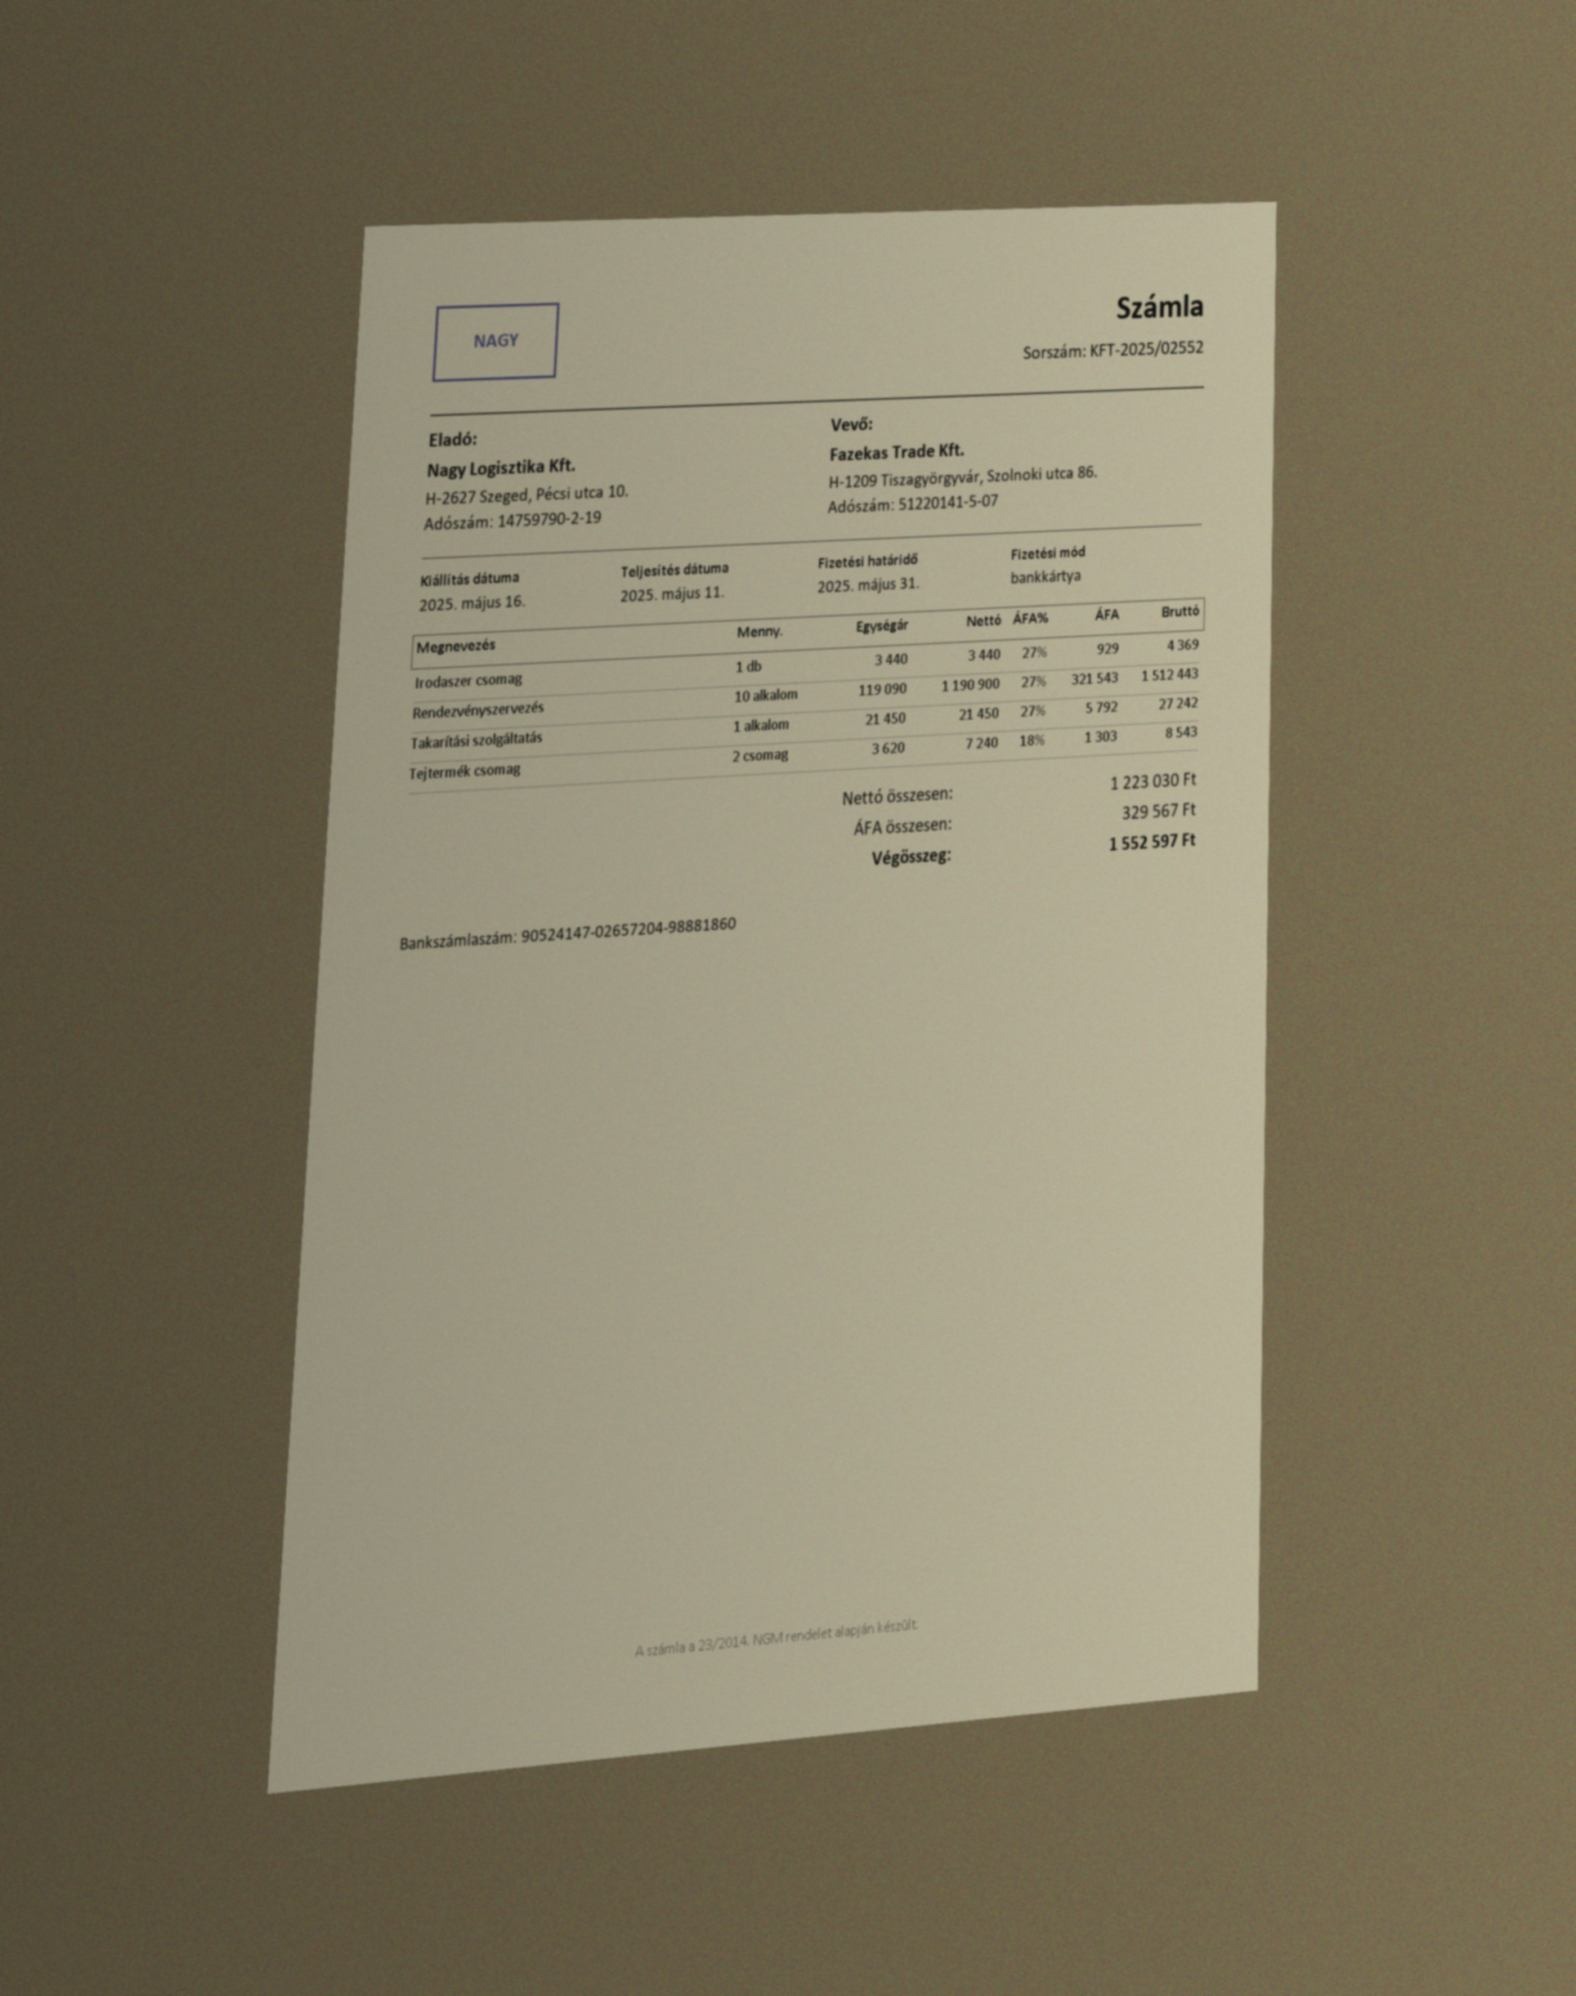 NAGY
Számla
Sorszám: KFT-2025/02552
Eladó:
Nagy Logisztika Kft.
H-2627 Szeged, Pécsi utca 10.
Adószám: 14759790-2-19
Vevő:
Fazekas Trade Kft.
H-1209 Tiszagyörgyvár, Szolnoki utca 86.
Adószám: 51220141-5-07
Kiállítás dátuma Teljesítés dátuma Fizetési határidő Fizetési mód
2025. május 16. 2025. május 11. 2025. május 31. bankkártya
Megnevezés Menny. Egységár Nettó ÁFA% ÁFA Bruttó
Irodaszer csomag 1 db 3 440 3 440 27% 929 4 369
Rendezvényszervezés 10 alkalom 119 090 1 190 900 27% 321 543 1 512 443
Takarítási szolgáltatás 1 alkalom 21 450 21 450 27% 5 792 27 242
Tejtermék csomag 2 csomag 3 620 7 240 18% 1 303 8 543
Nettó összesen: 1 223 030 Ft
ÁFA összesen: 329 567 Ft
Végösszeg: 1 552 597 Ft
Bankszámlaszám: 90524147-02657204-98881860
A számla a 23/2014. NGM rendelet alapján készült.